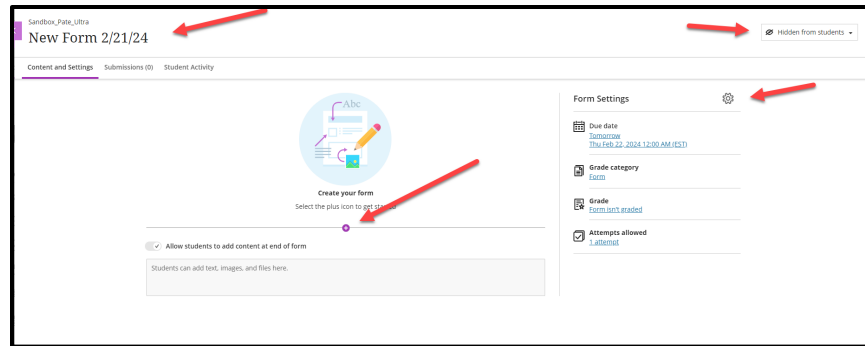 Sandbox_Pate_Ultra
New Form 2/21/24
Hidden from students
Content and Settings Submissions (0) Student Activity
Abc
Create your form
Select the plus icon to get started
Allow students to add content at end of form
Students can add text, images, and files here.
Form Settings
Due date
Tomorrow
Thu Feb 22, 2024 12:00 AM (EST)
Grade category
Form
Grade
Form isn't graded
Attempts allowed
1 attempt